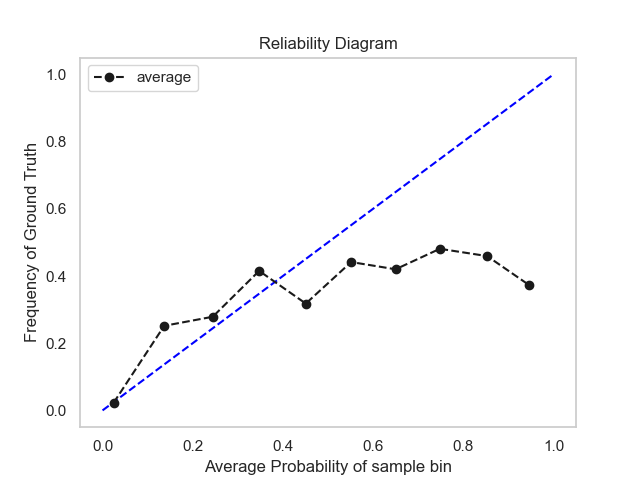 Reliability Diagram
average
Frequency of Ground Truth
1.0
0.8
0.6
0.4
0.2
0.0
0.0 0.2 0.4 0.6 0.8 1.0
Average Probability of sample bin